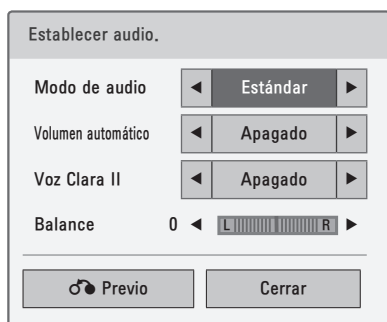 Establecer audio.
Modo de audio ◄ Estándar ►
Volumen automático ◄ Apagado ►
Voz Clara II ◄ Apagado ►
Balance 0 ◄ L R ►
Previo Cerrar